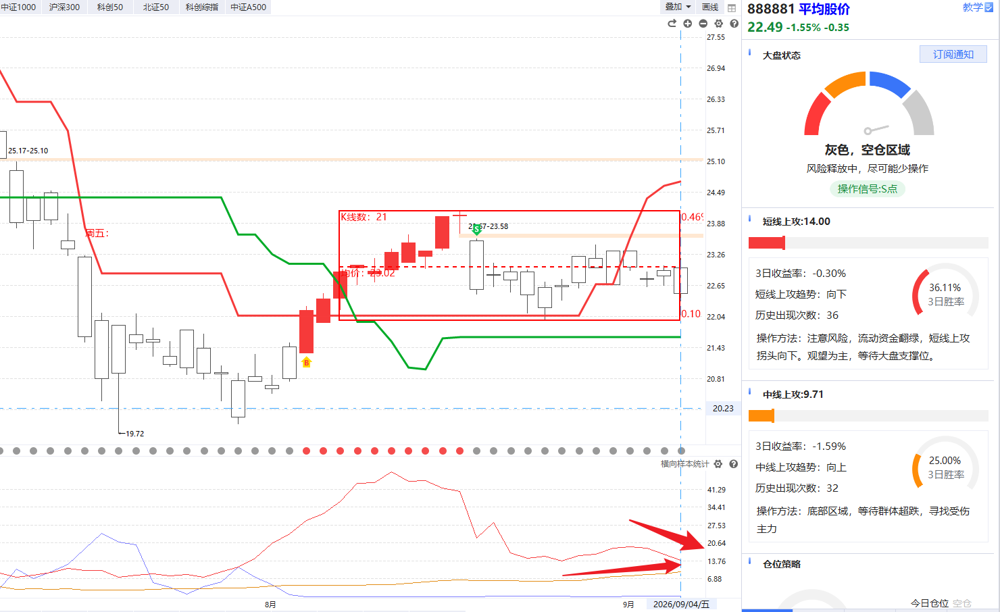 中证1000 沪深300 科创50 北证50 科创综指 中证A500 叠加 画线
27.55
26.94
26.33
25.71
25.10
24.49
23.88
23.26
22.65
22.04
21.43
20.81
20.23
25.17-25.10
周五：
K线数：21
0.46%
23.67-23.58
S
均价：23.02
0.10
B
←19.72
横向样本统计
41.29
34.41
27.53
20.64
13.76
6.88
8月 9月 2026/09/04/五
888881 平均股价 教学
22.49 -1.55% -0.35
大盘状态 订阅通知
灰色，空仓区域
风险释放中，尽可能少操作
操作信号:S点
短线上攻:14.00
3日收益率：-0.30%
短线上攻趋势：向下
历史出现次数：36
36.11%
3日胜率
操作方法：注意风险，流动资金翻绿，短线上攻
拐头向下。观望为主，等待大盘支撑位。
中线上攻:9.71
3日收益率：-1.59%
中线上攻趋势：向上
历史出现次数：32
25.00%
3日胜率
操作方法：底部区域，等待群体超跌，寻找受伤
主力
仓位策略
今日仓位 空仓